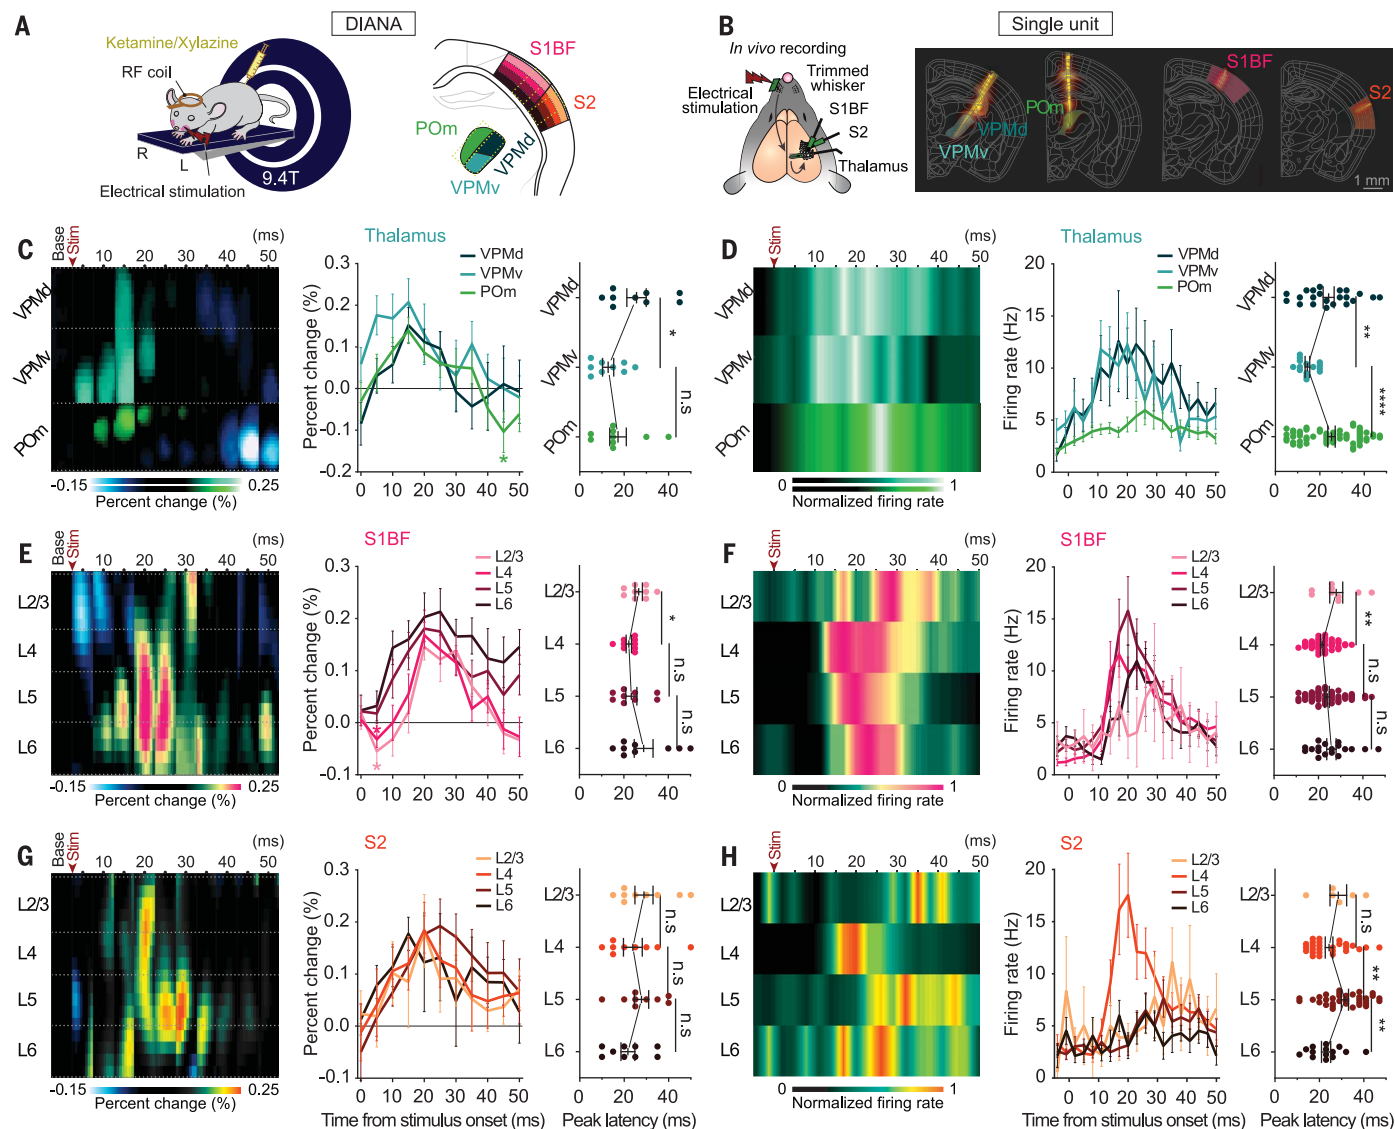 A
DIANA
Ketamine/Xylazine
RF coil
R
L
9.4T
Electrical stimulation
S1BF
S2
POm
VPMd
VPMv
B
Single unit
In vivo recording
Electrical
stimulation
Trimmed
whisker
S1BF
S2
Thalamus
POm
VPMd
VPMv
S1BF
S2
1 mm
C
Base
Stim
(ms)
0 10 20 30 40 50
VPMd
VPMv
POm
-0.15 0.25
Percent change (%)
Thalamus
VPMd
VPMv
POm
Percent change (%)
0.3
0.2
0.1
0.0
−0.1
−0.2
0 10 20 30 40 50
*
VPMd
VPMv
POm
*
n.s
0 20 40
D
Stim
(ms)
0 10 20 30 40 50
VPMd
VPMv
POm
0 1
Normalized firing rate
Thalamus
VPMd
VPMv
POm
Firing rate (Hz)
20
15
10
5
0
0 10 20 30 40 50
VPMd
VPMv
POm
**
****
0 20 40
E
Base
Stim
(ms)
0 10 20 30 40 50
L2/3
L4
L5
L6
-0.15 0.25
Percent change (%)
S1BF
L2/3
L4
L5
L6
Percent change (%)
0.3
0.2
0.1
0.0
−0.1
0 10 20 30 40 50
*
*
L2/3
L4
L5
L6
*
n.s
n.s
0 20 40
F
Stim
(ms)
0 10 20 30 40 50
L2/3
L4
L5
L6
0 1
Normalized firing rate
S1BF
L2/3
L4
L5
L6
Firing rate (Hz)
20
15
10
5
0
0 10 20 30 40 50
L2/3
L4
L5
L6
**
n.s
n.s
0 20 40
G
Base
Stim
(ms)
0 10 20 30 40 50
L2/3
L4
L5
L6
-0.15 0.25
Percent change (%)
S2
L2/3
L4
L5
L6
Percent change (%)
0.3
0.2
0.1
0.0
−0.1
0 10 20 30 40 50
Time from stimulus onset (ms)
L2/3
L4
L5
L6
n.s
n.s
n.s
0 20 40
Peak latency (ms)
H
Stim
(ms)
0 10 20 30 40 50
L2/3
L4
L5
L6
0 1
Normalized firing rate
S2
L2/3
L4
L5
L6
Firing rate (Hz)
20
15
10
5
0
0 10 20 30 40 50
Time from stimulus onset (ms)
L2/3
L4
L5
L6
n.s
**
**
0 20 40
Peak latency (ms)